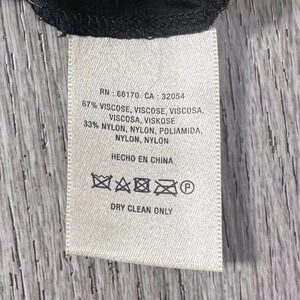 RN : 66170 CA : 32054
67% VISCOSE, VISCOSE, VISCOSA,
VISCOSA, VISKOSE
33% NYLON, NYLON, POLIAMIDA,
NYLON, NYLON
HECHO EN CHINA
P
DRY CLEAN ONLY